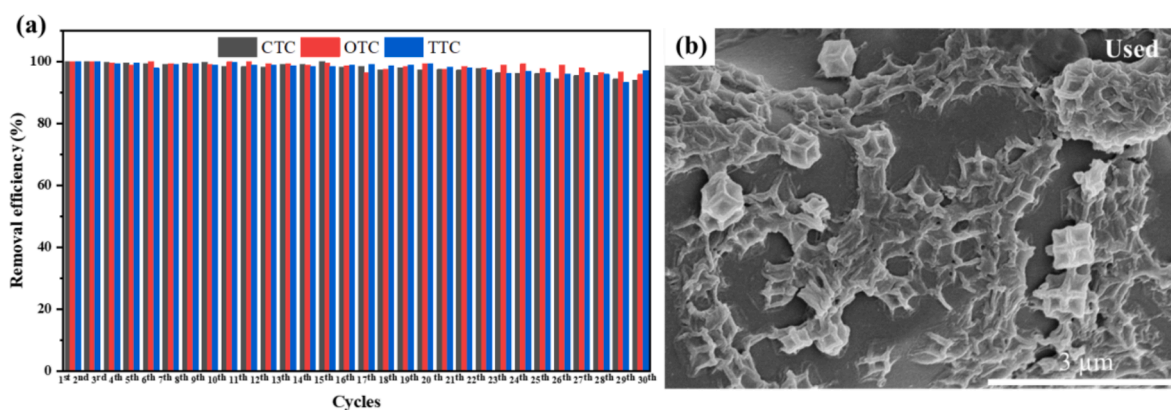 (a)
CTC OTC TTC
Removal efficiency (%)
100
80
60
40
20
0
1st 2nd 3rd 4th 5th 6th 7th 8th 9th 10th 11th 12th 13th 14th 15th 16th 17th 18th 19th 20 th 21th 22th 23th 24th 25th 26th 27th 28th 29th 30th
Cycles
(b)
Used
3 μm